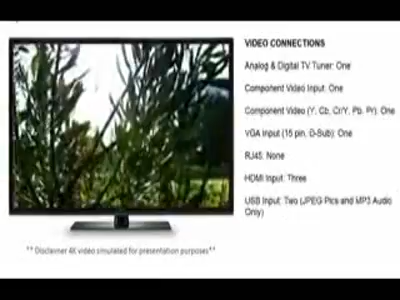 VIDEO CONNECTIONS
Analog & Digital TV Tuner: One
Component Video Input: One
Component Video (Y, Cb, Cr/Y, Pb, Pr): One
VGA Input (15 pin, D-Sub): One
RJ45: None
HDMI Input: Three
USB Input: Two (JPEG Pics and MP3 Audio
Only)
** Disclaimer 4K video simulated for presentation purposes**